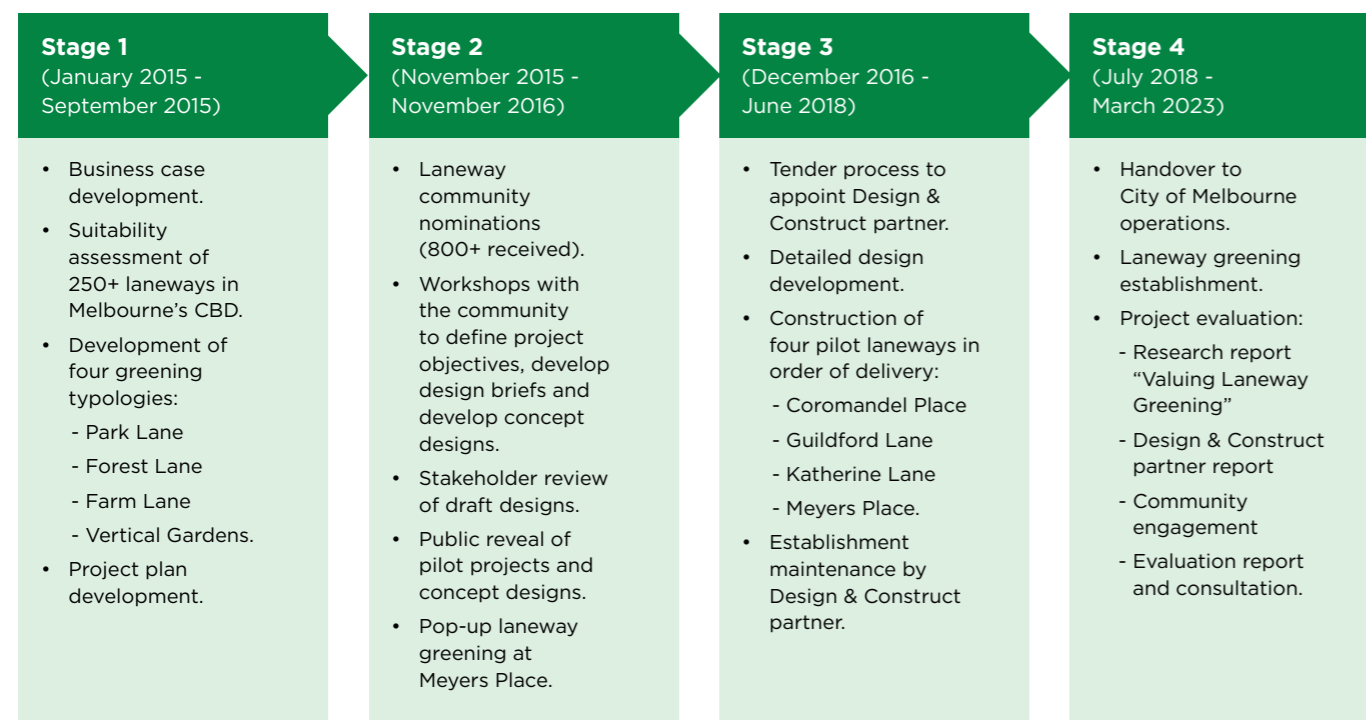 Stage 1
(January 2015 -
September 2015)
• Business case
development.
• Suitability
assessment of
250+ laneways in
Melbourne’s CBD.
• Development of
four greening
typologies:
- Park Lane
- Forest Lane
- Farm Lane
- Vertical Gardens.
• Project plan
development.
Stage 2
(November 2015 -
November 2016)
• Laneway
community
nominations
(800+ received).
• Workshops with
the community
to define project
objectives, develop
design briefs and
develop concept
designs.
• Stakeholder review
of draft designs.
• Public reveal of
pilot projects and
concept designs.
• Pop-up laneway
greening at
Meyers Place.
Stage 3
(December 2016 -
June 2018)
• Tender process to
appoint Design &
Construct partner.
• Detailed design
development.
• Construction of
four pilot laneways in
order of delivery:
- Coromandel Place
- Guildford Lane
- Katherine Lane
- Meyers Place.
• Establishment
maintenance by
Design & Construct
partner.
Stage 4
(July 2018 -
March 2023)
• Handover to
City of Melbourne
operations.
• Laneway greening
establishment.
• Project evaluation:
- Research report
“Valuing Laneway
Greening”
- Design & Construct
partner report
- Community
engagement
- Evaluation report
and consultation.